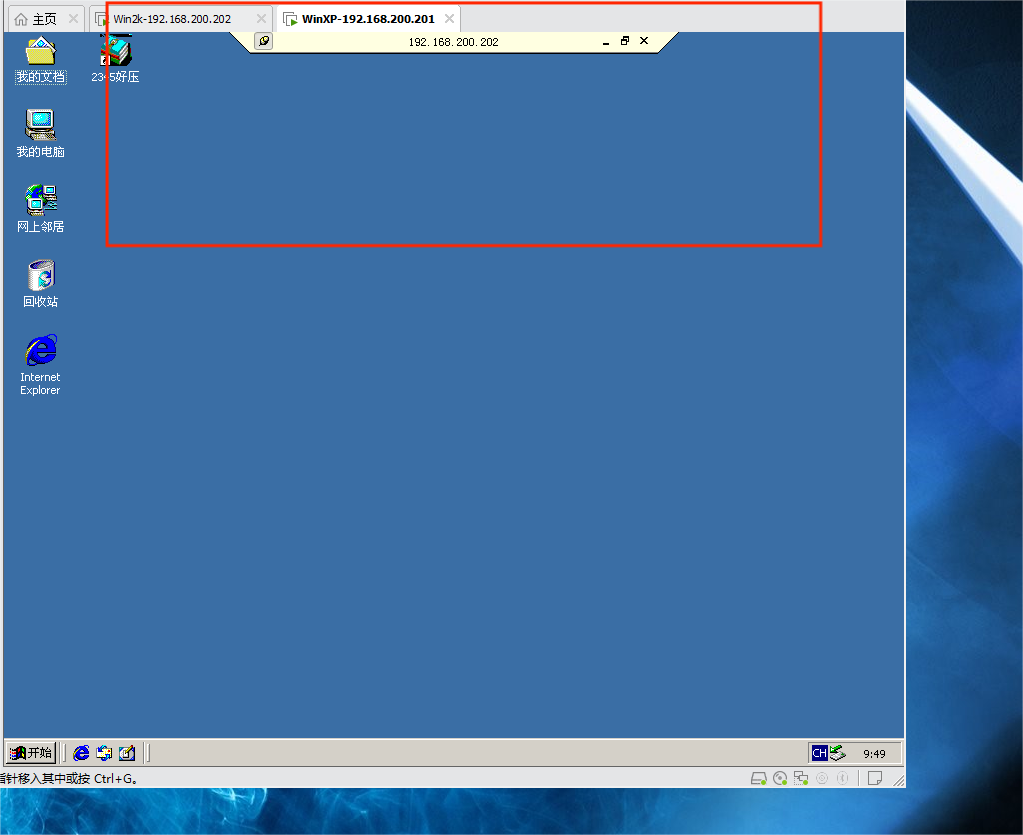 主页
Win2k-192.168.200.202
WinXP-192.168.200.201
192.168.200.202
我的文档
2345好压
我的电脑
网上邻居
回收站
Internet
Explorer
开始
CH
9:49
指针移入其中或按 Ctrl+G。